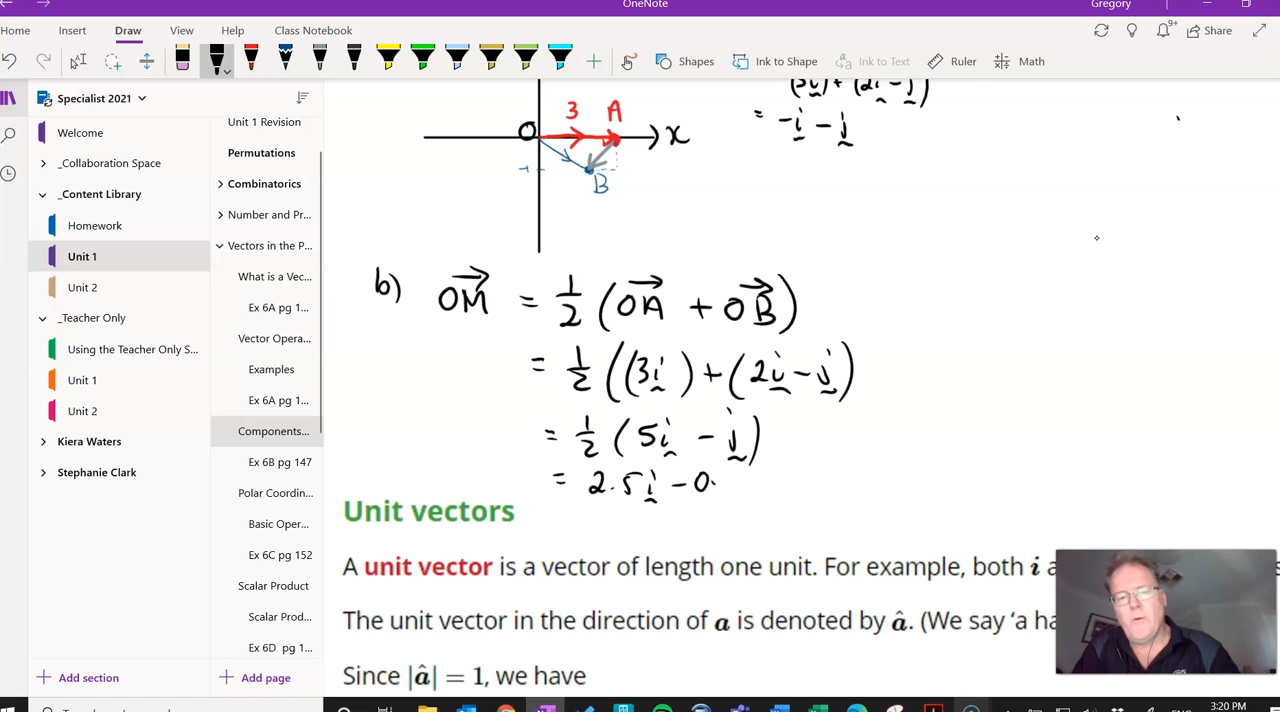 OneNote
Gregory
Home Insert Draw View Help Class Notebook
9+
Share
Shapes Ink to Shape Ink to Text Ruler Math
Specialist 2021
Welcome
_Collaboration Space
_Content Library
Homework
Unit 1
Unit 2
_Teacher Only
Using the Teacher Only S...
Unit 1
Unit 2
Kiera Waters
Stephanie Clark
Add section
Unit 1 Revision
Permutations
Combinatorics
Number and Pr...
Vectors in the P...
What is a Vec...
Ex 6A pg 1...
Vector Opera...
Examples
Ex 6A pg 1...
Components...
Ex 6B pg 147
Polar Coordin...
Basic Oper...
Ex 6C pg 152
Scalar Product
Scalar Prod...
Ex 6D p g 1...
Add page
(3i) + (2i - j)
= -i - j
3 A
O x
-1
B
b) OM = 1/2 (OA + OB)
= 1/2 ((3i) + (2i - j)
= 1/2 (5i - j)
= 2.5i - 0.
Unit vectors
A unit vector is a vector of length one unit. For example, both i a
The unit vector in the direction of a is denoted by â. (We say 'a ha
Since |â| = 1, we have
ENG
3:20 PM